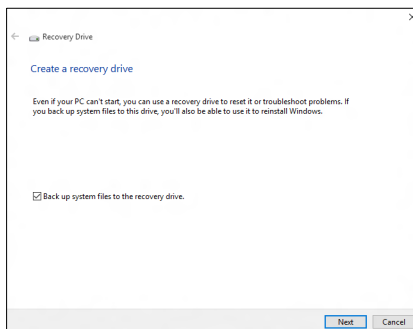 Recovery Drive
Create a recovery drive
Even if your PC can't start, you can use a recovery drive to reset it or troubleshoot problems. If
you back up system files to this drive, you'll also be able to use it to reinstall Windows.
Back up system files to the recovery drive.
Next Cancel